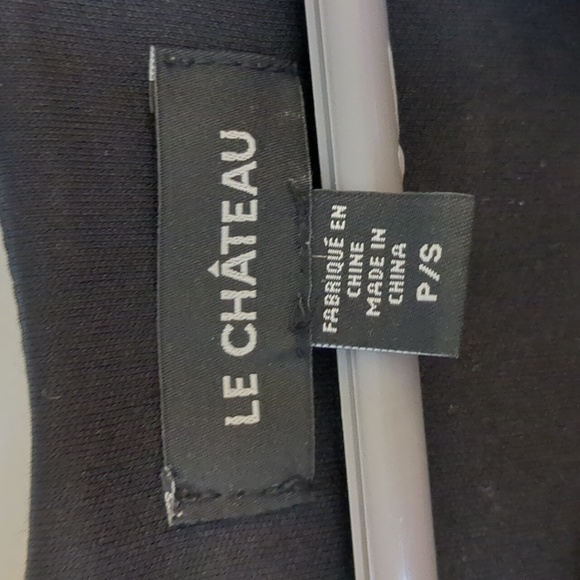 LE CHÂTEAU
FABRIQUÉ EN
CHINE
MADE IN
CHINA
P/S